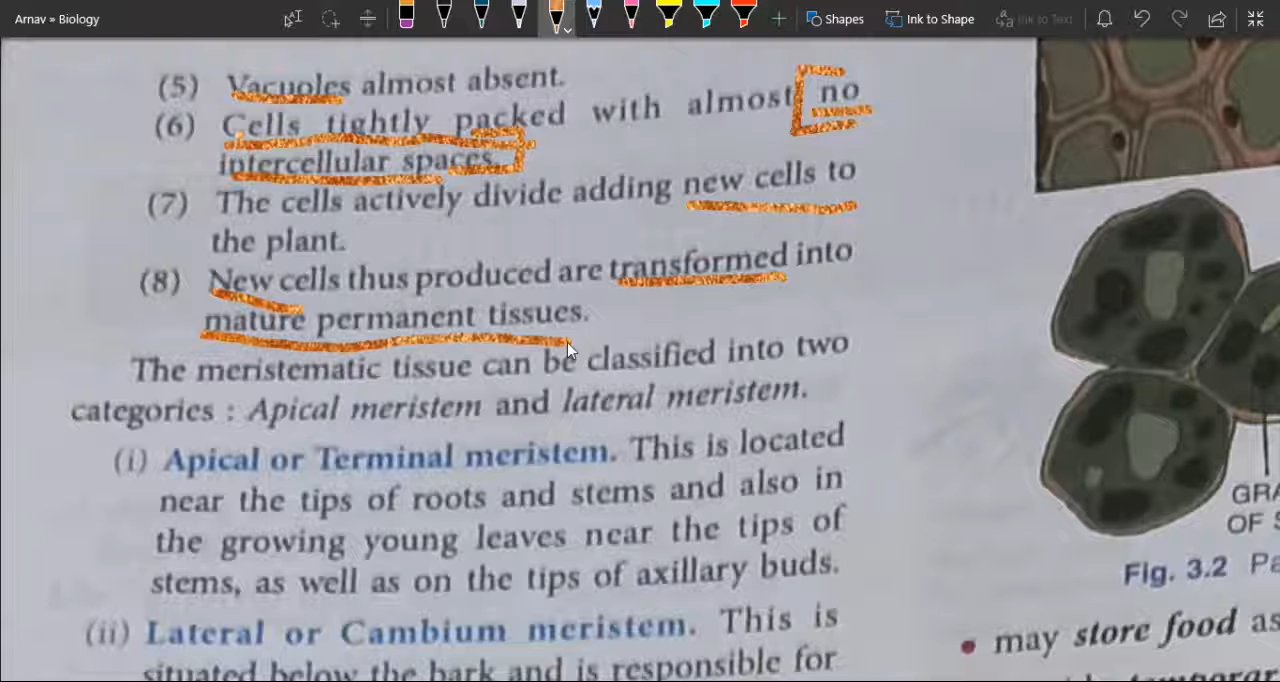 Arnav » Biology
Shapes
Ink to Shape
Ink to Text
(5) Vacuoles almost absent.
(6) Cells tightly packed with almost no
intercellular spaces.
(7) The cells actively divide adding new cells to
the plant.
(8) New cells thus produced are transformed into
mature permanent tissues.
The meristematic tissue can be classified into two
categories : Apical meristem and lateral meristem.
(i) Apical or Terminal meristem. This is located
near the tips of roots and stems and also in
the growing young leaves near the tips of
stems, as well as on the tips of axillary buds.
(ii) Lateral or Cambium meristem. This is
situated below the bark and is responsible for
GRA
OF S
Fig. 3.2 Pa
• may store food as